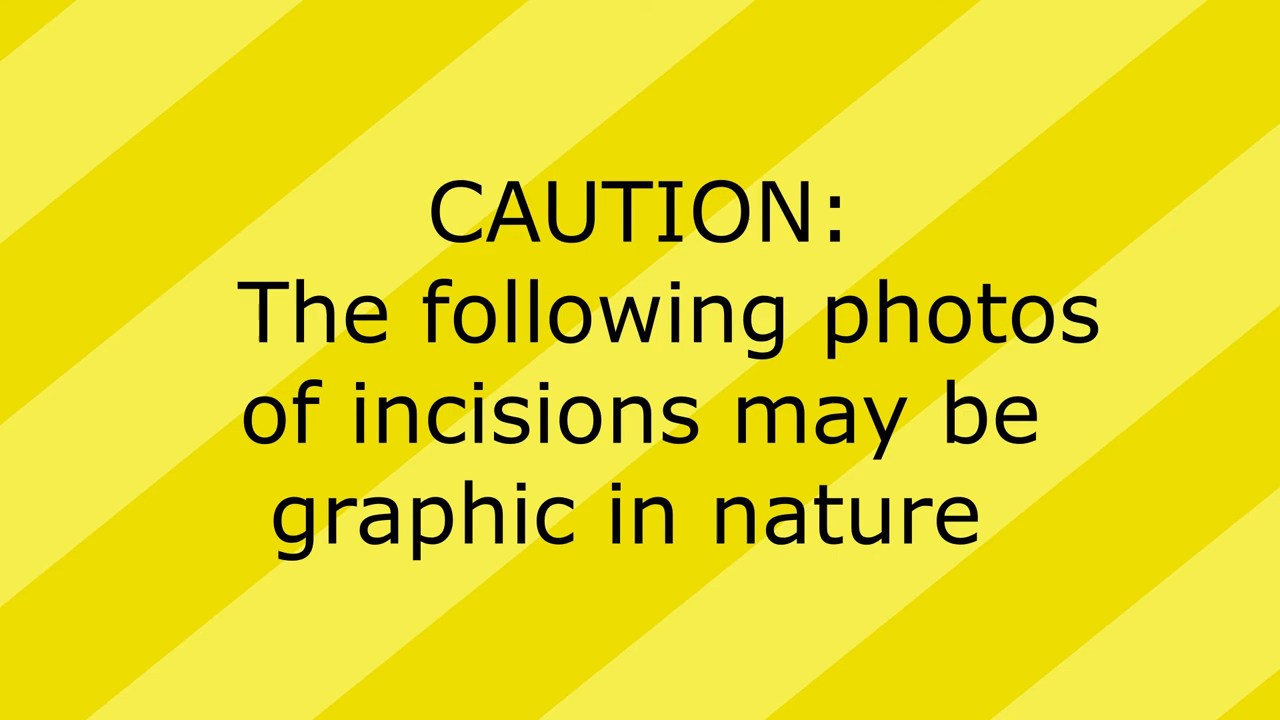 CAUTION:
The following photos
of incisions may be
graphic in nature